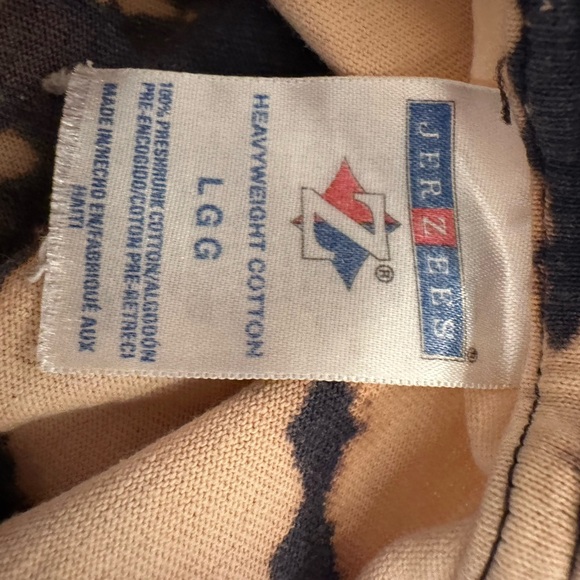 JERZEES®
Z®
HEAVYWEIGHT COTTON
L G G
100% PRESHRUNK COTTON/ALGODÓN
PRE-ENCOGIDO/COTON PRE-RETRECI
MADE IN/HECHO EN/FABRIQUÉ AUX
HAITI